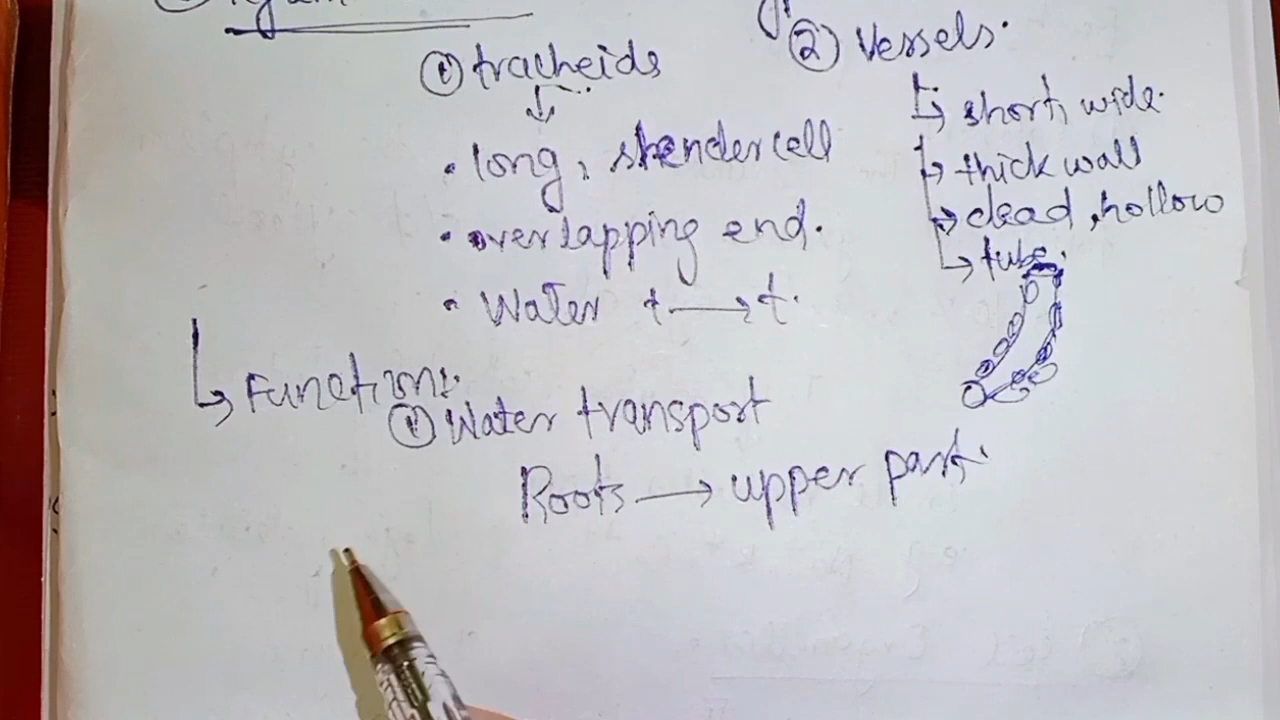 ① tracheids
② Vessels.
↳ short, wide.
• long, slender cell
↳ thick wall
↳ dead, hollow
• overlapping end.
↳ tube.
• Water t → t.
↳ Function:
① Water transport
Roots → upper part.